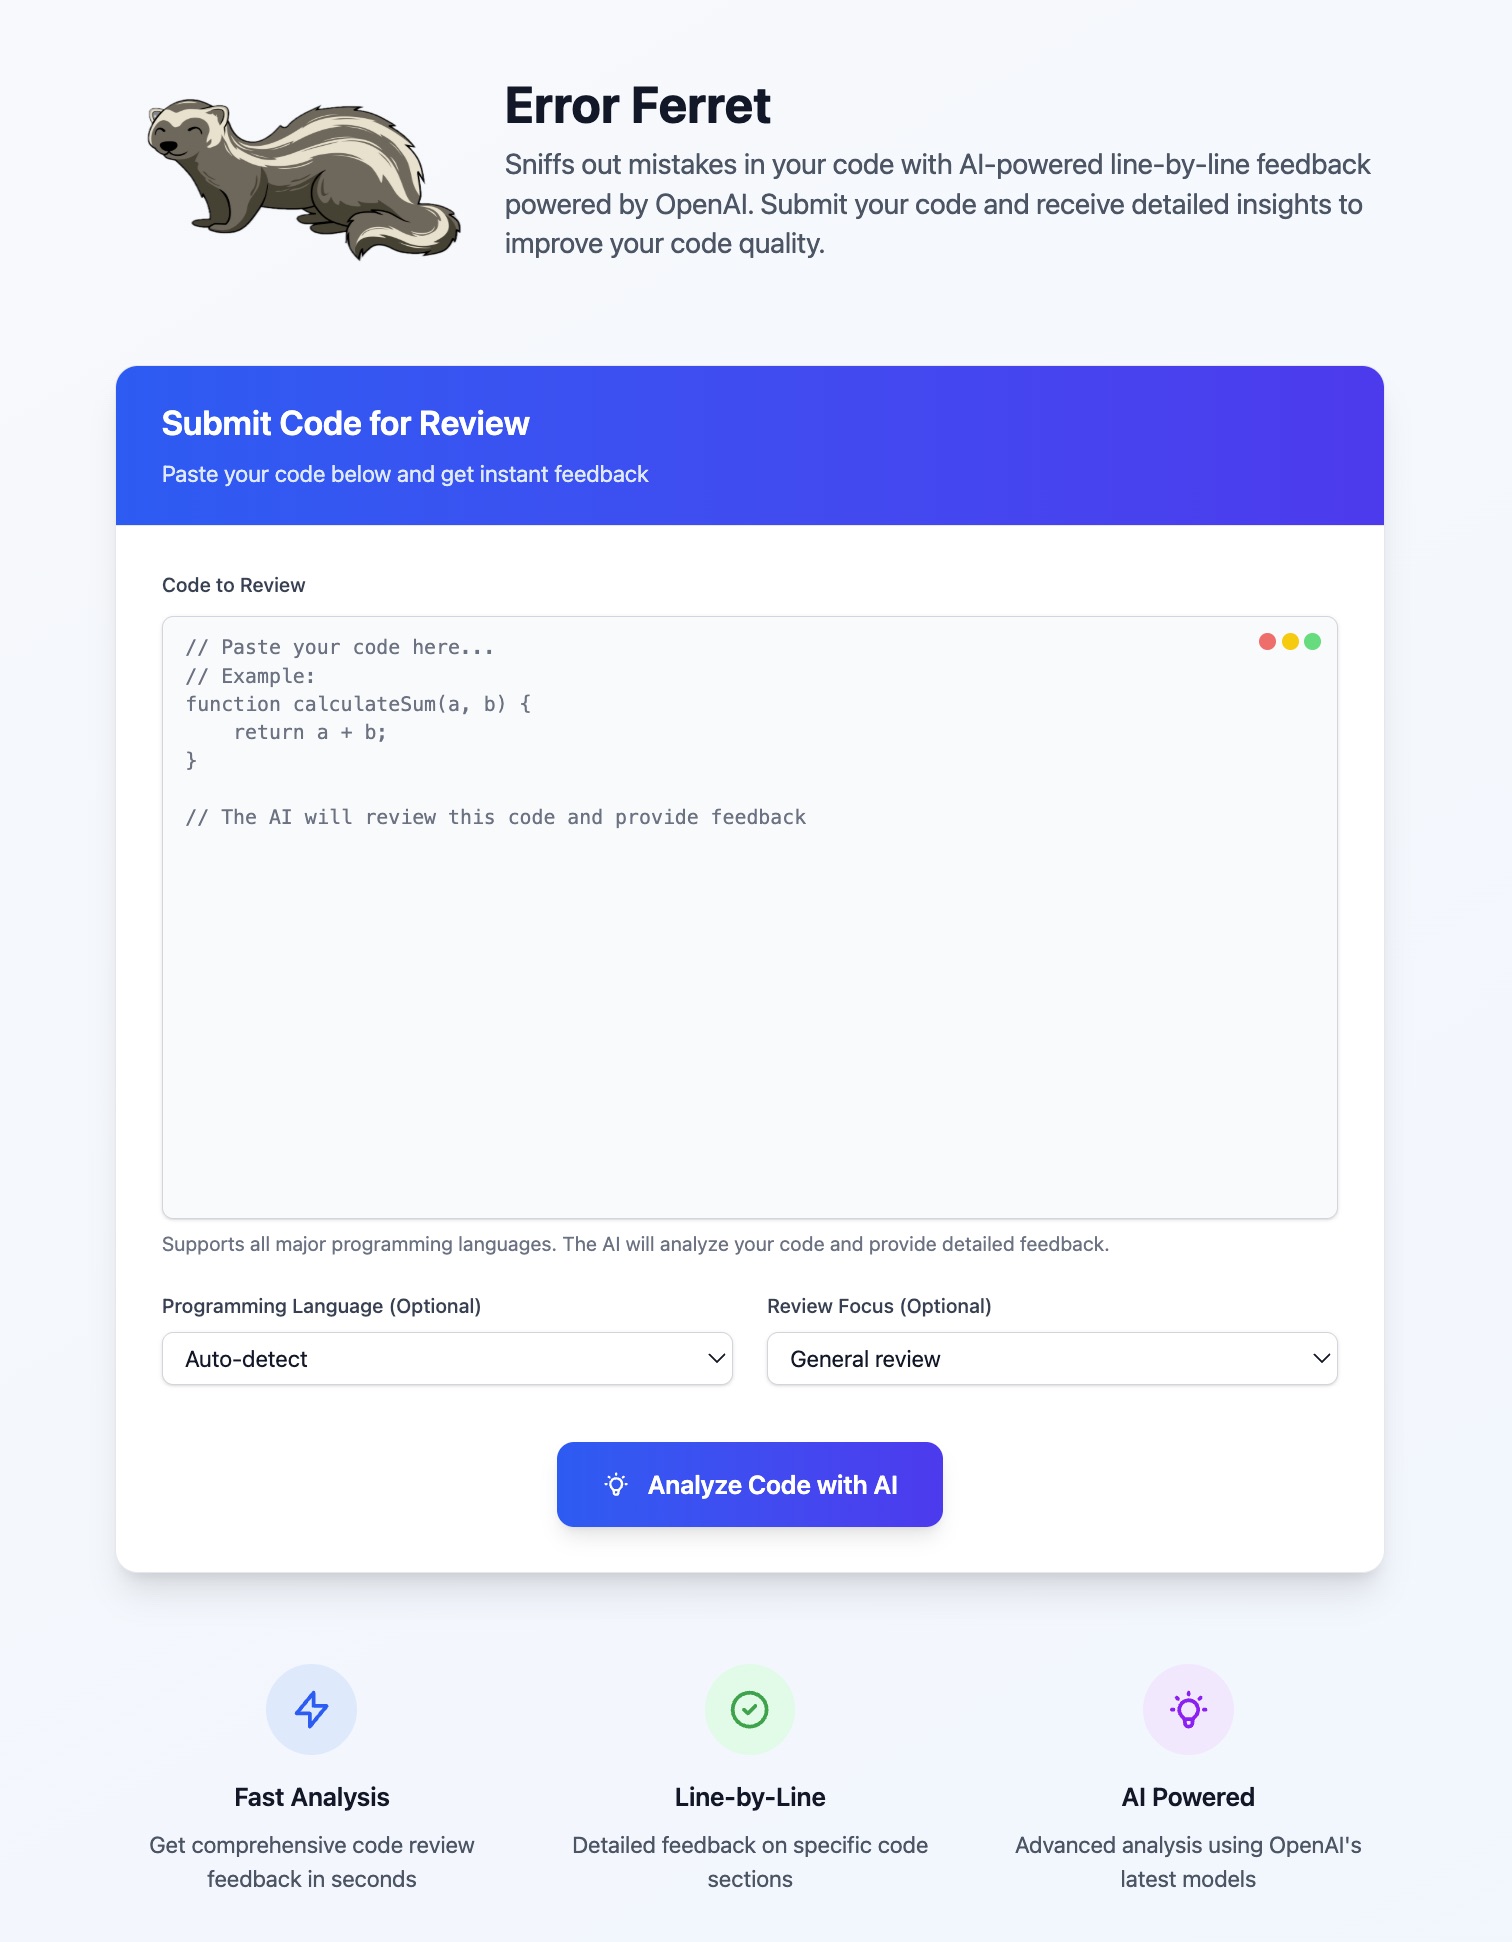 Error Ferret
Sniffs out mistakes in your code with AI-powered line-by-line feedback
powered by OpenAI. Submit your code and receive detailed insights to
improve your code quality.
Submit Code for Review
Paste your code below and get instant feedback
Code to Review
// Paste your code here...
// Example:
function calculateSum(a, b) {
    return a + b;
}
// The AI will review this code and provide feedback
Supports all major programming languages. The AI will analyze your code and provide detailed feedback.
Programming Language (Optional)
Auto-detect
Review Focus (Optional)
General review
Analyze Code with AI
Fast Analysis
Get comprehensive code review
feedback in seconds
Line-by-Line
Detailed feedback on specific code
sections
AI Powered
Advanced analysis using OpenAI's
latest models